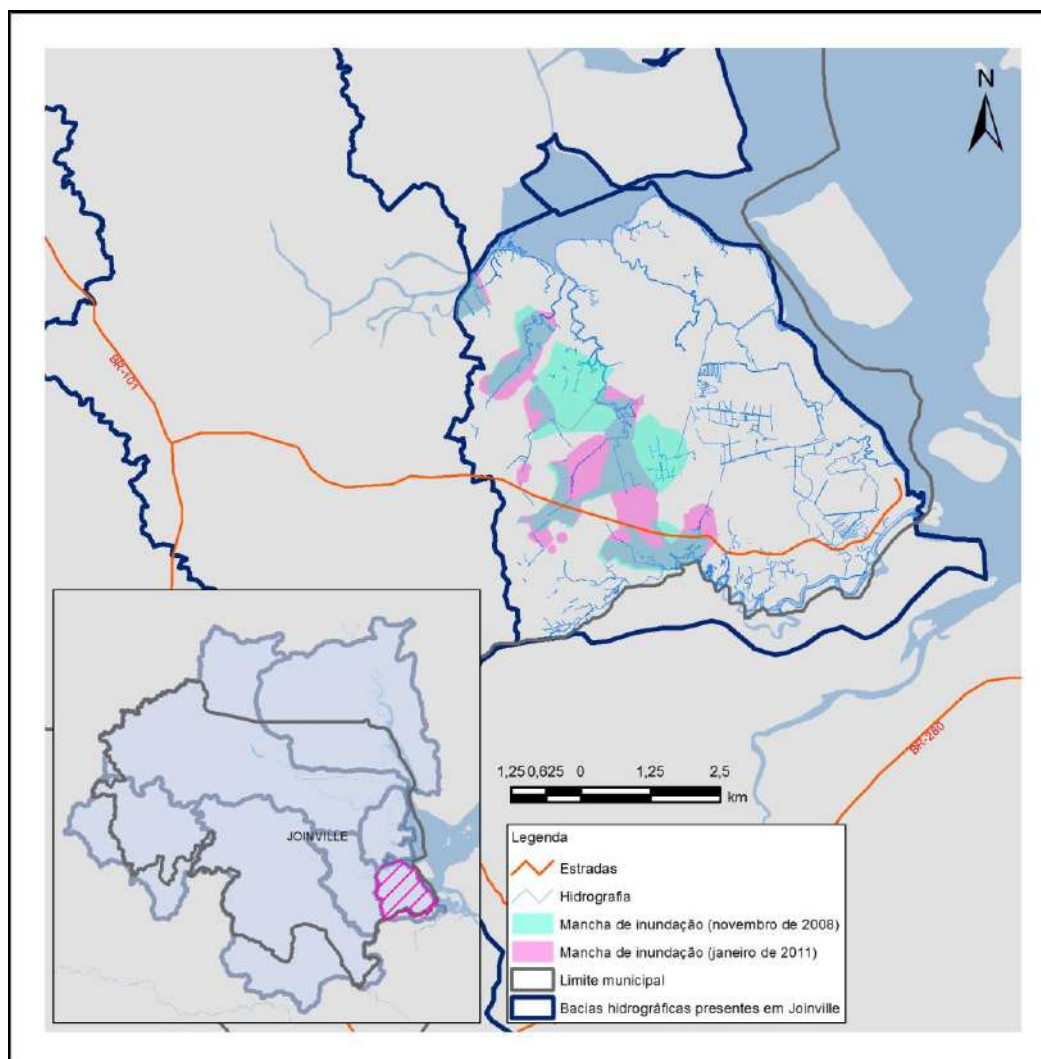 N
BR-101
BR-280
JOINVILLE
1,25 0,625 0 1,25 2,5
km
Legenda
Estradas
Hidrografia
Mancha de inundação (novembro de 2008)
Mancha de inundação (janeiro de 2011)
Limite municipal
Bacias hidrográficas presentes em Joinville